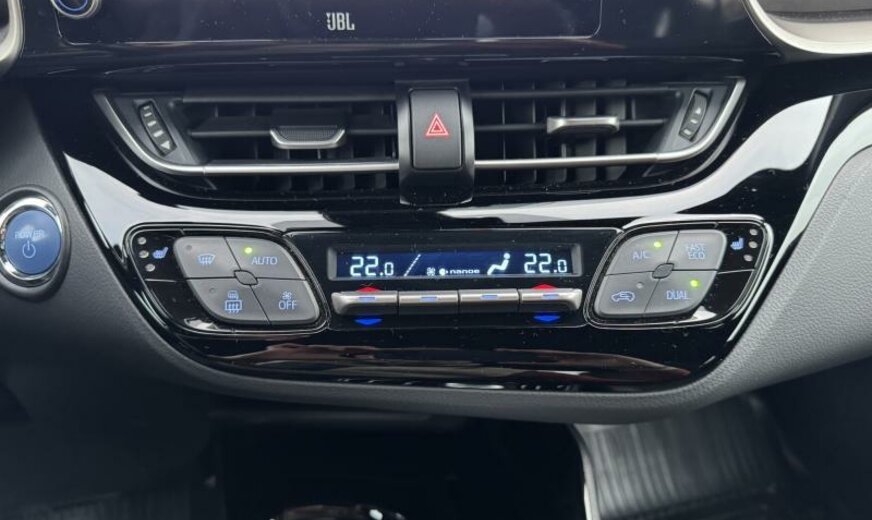 JBL
POWER
22.0 nanoe 22.0
AUTO
OFF
A/C
FAST
ECO
DUAL